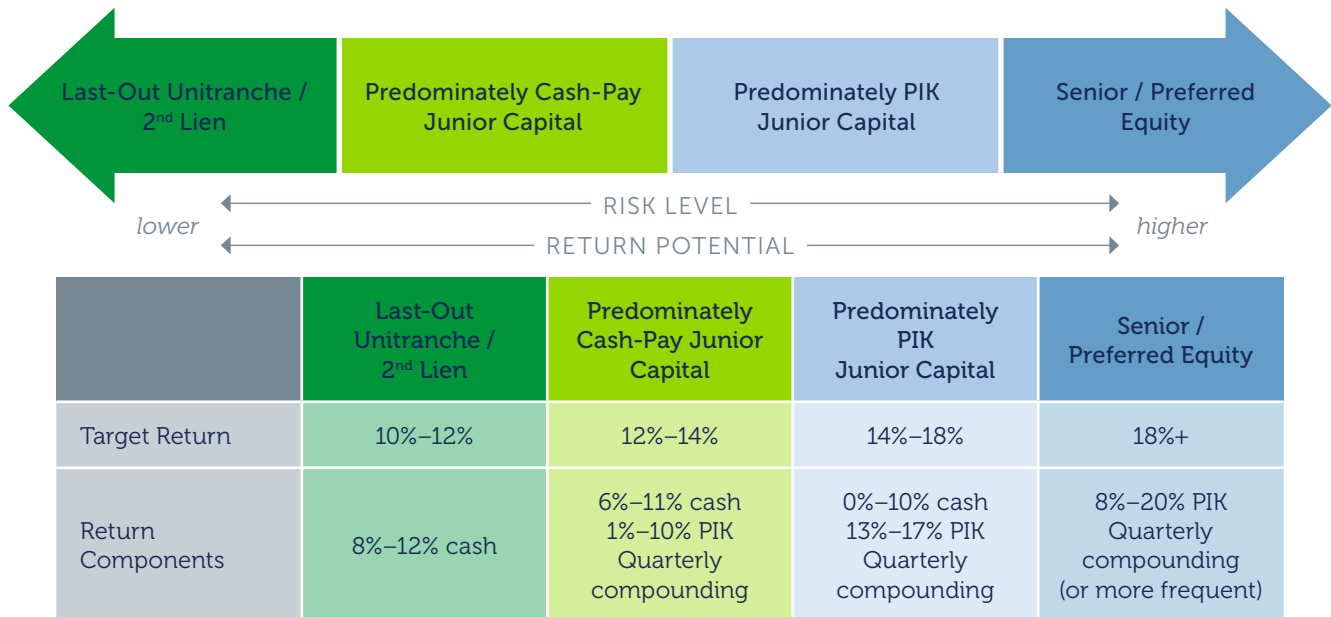 Last-Out Unitranche /
2nd Lien
Predominately Cash-Pay
Junior Capital
Predominately PIK
Junior Capital
Senior / Preferred
Equity
RISK LEVEL
lower
higher
RETURN POTENTIAL
Last-Out
Unitranche /
2nd Lien
Predominately
Cash-Pay Junior
Capital
Predominately
PIK
Junior Capital
Senior /
Preferred Equity
Target Return
10%–12%
12%–14%
14%–18%
18%+
Return
Components
8%–12% cash
6%–11% cash
1%–10% PIK
Quarterly
compounding
0%–10% cash
13%–17% PIK
Quarterly
compounding
8%–20% PIK
Quarterly
compounding
(or more frequent)